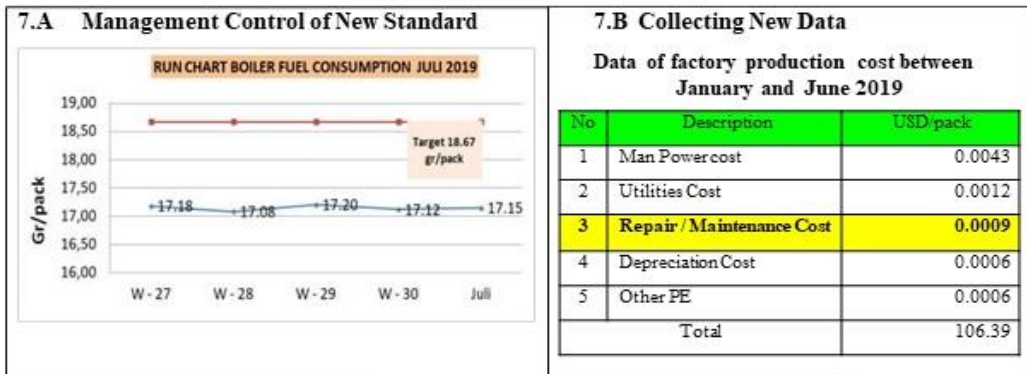 7.A Management Control of New Standard
RUN CHART BOILER FUEL CONSUMPTION JULI 2019
19,00
18,50
18,00
17,50
17,00
16,50
16,00
Gr/pack
Target 18.67
gr/pack
17.18 17.08 17.20 17.12 17.15
W - 27 W - 28 W - 29 W - 30 Juli
7.B Collecting New Data
Data of factory production cost between
January and June 2019
No Description USD/pack
1 Man Powercost 0.0043
2 Utilities Cost 0.0012
3 Repair / Maintenance Cost 0.0009
4 Depreciation Cost 0.0006
5 Other PE 0.0006
Total 106.39